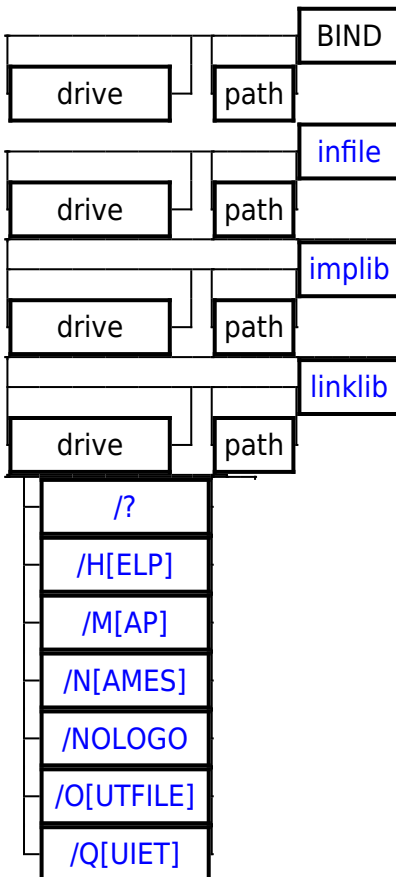 BIND
drive path
infile
drive path
implib
drive path
linklib
drive path
/?
/H[ELP]
/M[AP]
/N[AMES]
/NOLOGO
/O[UTFILE]
/Q[UIET]